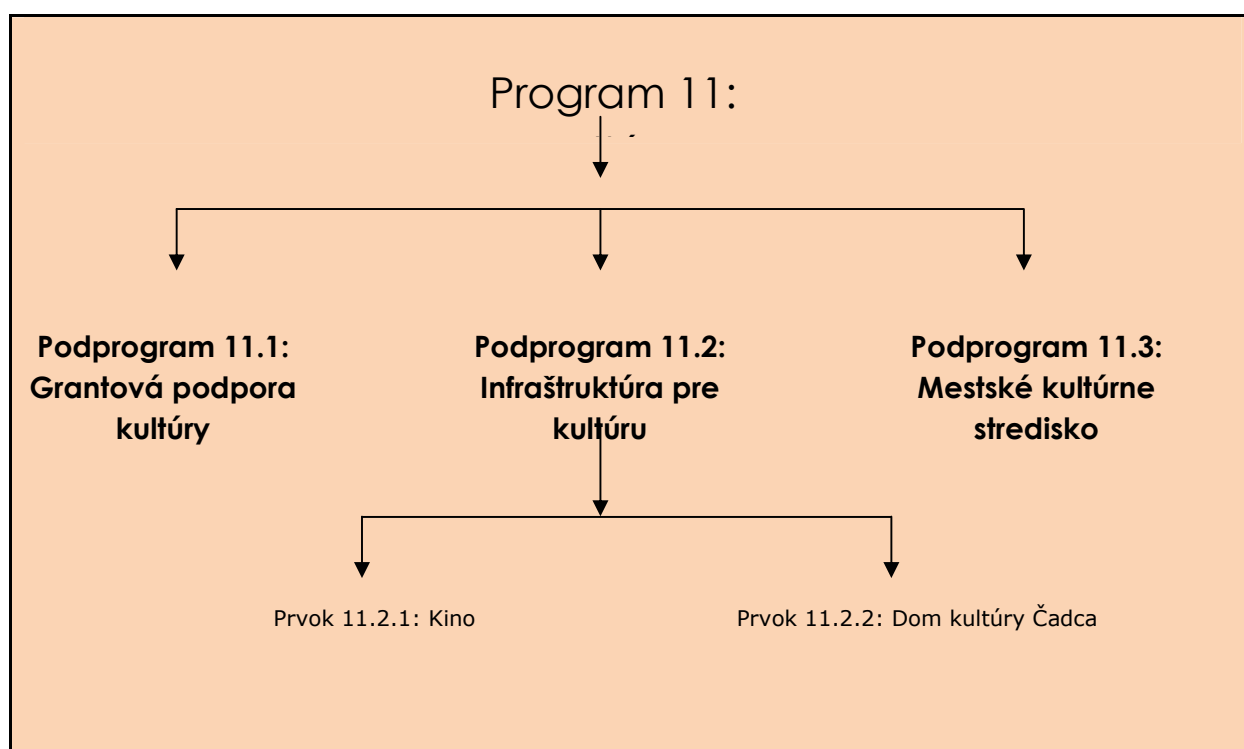 Program 11:
Podprogram 11.1:
Grantová podpora
kultúry
Podprogram 11.2:
Infraštruktúra pre
kultúru
Podprogram 11.3:
Mestské kultúrne
stredisko
Prvok 11.2.1: Kino
Prvok 11.2.2: Dom kultúry Čadca